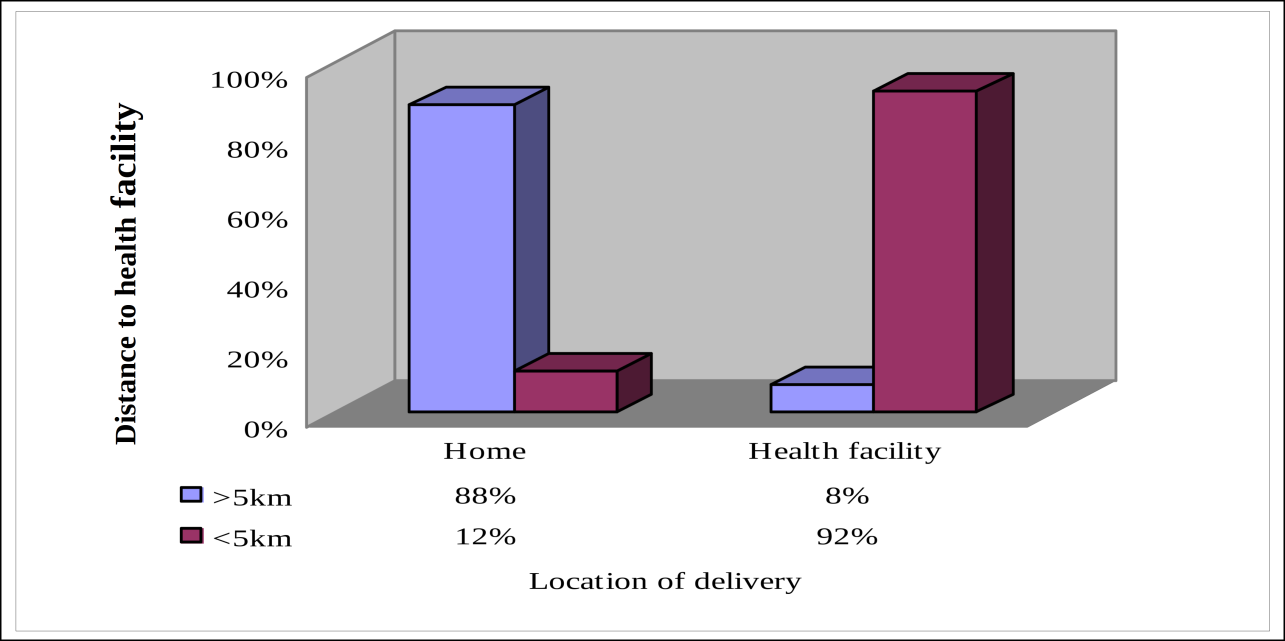 Distance to health facility
100%
80%
60%
40%
20%
0%
Home Health facility
>5km 88% 8%
<5km 12% 92%
Location of delivery